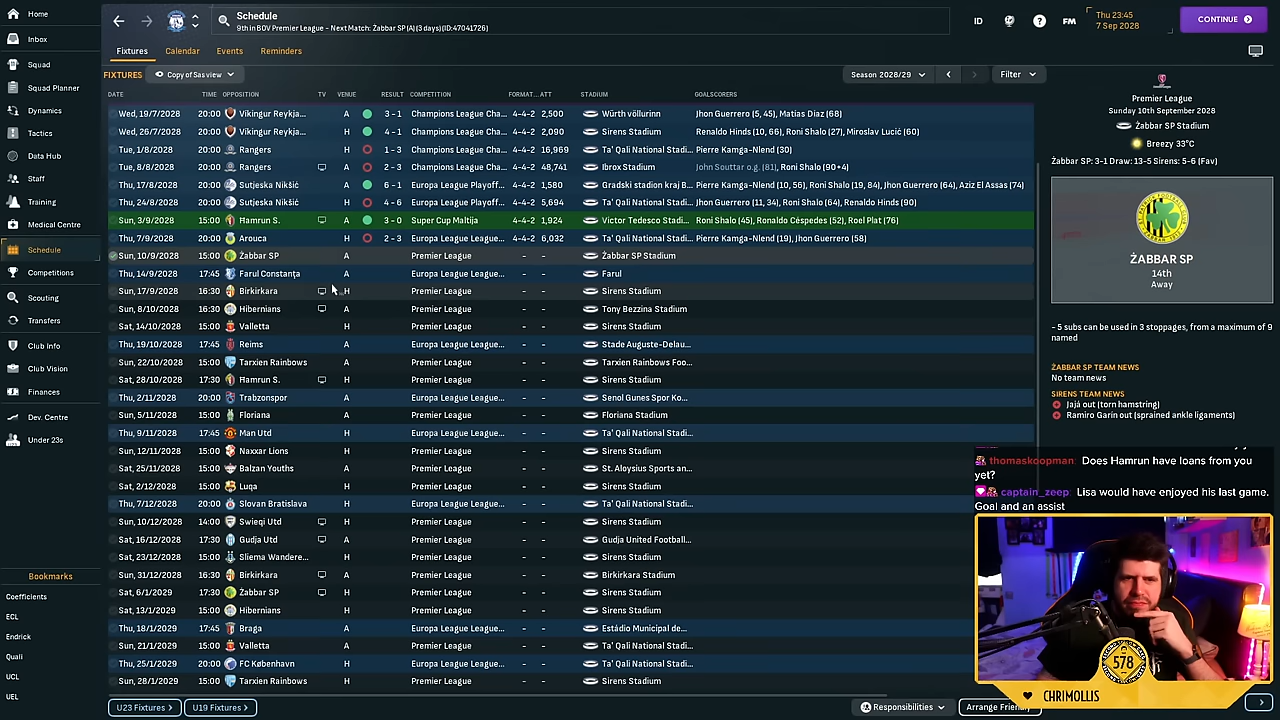 Home
Inbox
Squad
Squad Planner
Dynamics
Tactics
Data Hub
Staff
Training
Medical Centre
Schedule
Competitions
Scouting
Transfers
Club Info
Club Vision
Finances
Dev. Centre
Under 23s
Bookmarks
Coefficients
ECL
Endrick
Quali
UCL
UEL
Schedule
9th in BOV Premier League - Next Match: Żabbar SP (A) (3 days) (ID:47041726)
ID
FM
Thu 23:45
7 Sep 2028
CONTINUE
Fixtures Calendar Events Reminders
FIXTURES Copy of Sas view Season 2028/29 Filter
DATE TIME OPPOSITION TV VENUE RESULT COMPETITION FORMAT... ATT STADIUM GOALSCORERS
Wed, 19/7/2028 20:00 Víkingur Reykja... A 3 - 1 Champions League Cha... 4-4-2 2,500 Würth völlurinn Jhon Guerrero (5, 45), Matías Díaz (68)
Wed, 26/7/2028 20:00 Víkingur Reykja... H 4 - 1 Champions League Cha... 4-4-2 2,090 Sirens Stadium Renaldo Hinds (10, 66), Roni Shalo (27), Miroslav Lucić (60)
Tue, 1/8/2028 20:00 Rangers H 1 - 3 Champions League Cha... 4-4-2 16,969 Ta' Qali National Stadi... Pierre Kamga-Nlend (30)
Tue, 8/8/2028 20:00 Rangers A 2 - 3 Champions League Cha... 4-4-2 48,741 Ibrox Stadium John Souttar o.g. (81), Roni Shalo (90+4)
Thu, 17/8/2028 20:00 Sutjeska Nikšić A 6 - 1 Europa League Playoff... 4-4-2 1,580 Gradski stadion kraj B... Pierre Kamga-Nlend (10, 56), Roni Shalo (19, 84), Jhon Guerrero (64), Aziz El Assas (74)
Thu, 24/8/2028 20:00 Sutjeska Nikšić H 4 - 6 Europa League Playoff... 4-4-2 5,694 Ta' Qali National Stadi... Jhon Guerrero (11, 34), Roni Shalo (64), Renaldo Hinds (90)
Sun, 3/9/2028 15:00 Hamrun S. A 3 - 0 Super Cup Maltija 4-4-2 1,924 Victor Tedesco Stadi... Roni Shalo (45), Ronaldo Céspedes (52), Roel Plat (76)
Thu, 7/9/2028 20:00 Arouca H 2 - 3 Europa League League... 4-4-2 6,032 Ta' Qali National Stadi... Pierre Kamga-Nlend (19), Jhon Guerrero (58)
Sun, 10/9/2028 15:00 Żabbar SP A Premier League - - Żabbar SP Stadium
Thu, 14/9/2028 17:45 Farul Constanța A Europa League League... - - Farul
Sun, 17/9/2028 16:30 Birkirkara H Premier League - - Sirens Stadium
Sun, 8/10/2028 16:30 Hibernians A Premier League - - Tony Bezzina Stadium
Sat, 14/10/2028 15:00 Valletta H Premier League - - Sirens Stadium
Thu, 19/10/2028 17:45 Reims A Europa League League... - - Stade Auguste-Delau...
Sun, 22/10/2028 15:00 Tarxien Rainbows A Premier League - - Tarxien Rainbows Foo...
Sat, 28/10/2028 17:30 Hamrun S. H Premier League - - Sirens Stadium
Thu, 2/11/2028 20:00 Trabzonspor A Europa League League... - - Senol Gunes Spor Ko...
Sun, 5/11/2028 15:00 Floriana A Premier League - - Floriana Stadium
Thu, 9/11/2028 17:45 Man Utd H Europa League League... - - Ta' Qali National Stadi...
Sun, 12/11/2028 15:00 Naxxar Lions H Premier League - - Sirens Stadium
Sat, 25/11/2028 15:00 Balzan Youths A Premier League - - St. Aloysius Sports an...
Sat, 2/12/2028 15:00 Luqa H Premier League - - Sirens Stadium
Thu, 7/12/2028 20:00 Slovan Bratislava H Europa League League... - - Ta' Qali National Stadi...
Sun, 10/12/2028 14:00 Swieqi Utd H Premier League - - Sirens Stadium
Sat, 16/12/2028 17:30 Gudja Utd A Premier League - - Gudja United Football...
Sat, 23/12/2028 15:00 Sliema Wandere... H Premier League - - Sirens Stadium
Sun, 31/12/2028 16:30 Birkirkara A Premier League - - Birkirkara Stadium
Sat, 6/1/2029 17:30 Żabbar SP H Premier League - - Sirens Stadium
Sat, 13/1/2029 15:00 Hibernians H Premier League - - Sirens Stadium
Thu, 18/1/2029 17:45 Braga A Europa League League... - - Estádio Municipal de...
Sun, 21/1/2029 15:00 Valletta A Premier League - - Ta' Qali National Stadi...
Thu, 25/1/2029 20:00 FC København H Europa League League... - - Ta' Qali National Stadi...
Sun, 28/1/2029 15:00 Tarxien Rainbows H Premier League - - Sirens Stadium
U23 Fixtures > U19 Fixtures > Responsibilities Arrange Friendly
Premier League
Sunday 10th September 2028
Żabbar SP Stadium
Breezy 33°C
Żabbar SP: 3-1 Draw: 13-5 Sirens: 5-6 (Fav)
ŻABBAR SP
14th
Away
- 5 subs can be used in 3 stoppages, from a maximum of 9
named
ŻABBAR SP TEAM NEWS
No team news
SIRENS TEAM NEWS
Jajá out (torn hamstring)
Ramiro Garín out (sprained ankle ligaments)
thomaskoopman: Does Hamrun have loans from you
yet?
captain_zeep: Lisa would have enjoyed his last game.
Goal and an assist
578
CHRIMOLLIS